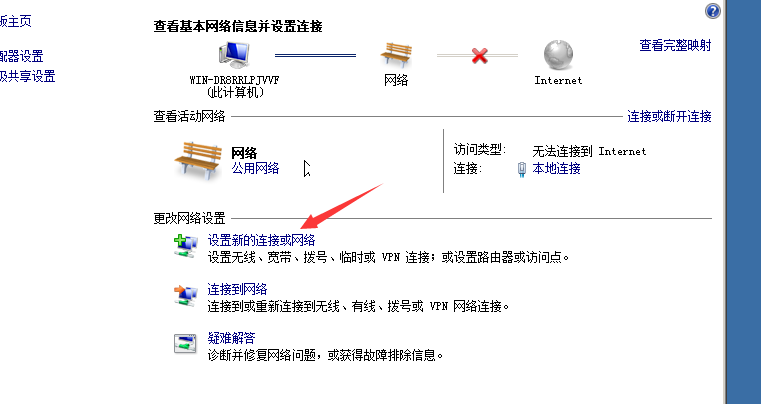 版主页
配器设置
级共享设置
查看基本网络信息并设置连接
查看完整映射
WIN-DR8RRLPJVVF
(此计算机)
网络
Internet
查看活动网络
连接或断开连接
网络
公用网络
访问类型:
无法连接到 Internet
连接:
本地连接
更改网络设置
设置新的连接或网络
设置无线、宽带、拨号、临时或 VPN 连接；或设置路由器或访问点。
连接到网络
连接到或重新连接到无线、有线、拨号或 VPN 网络连接。
疑难解答
诊断并修复网络问题，或获得故障排除信息。